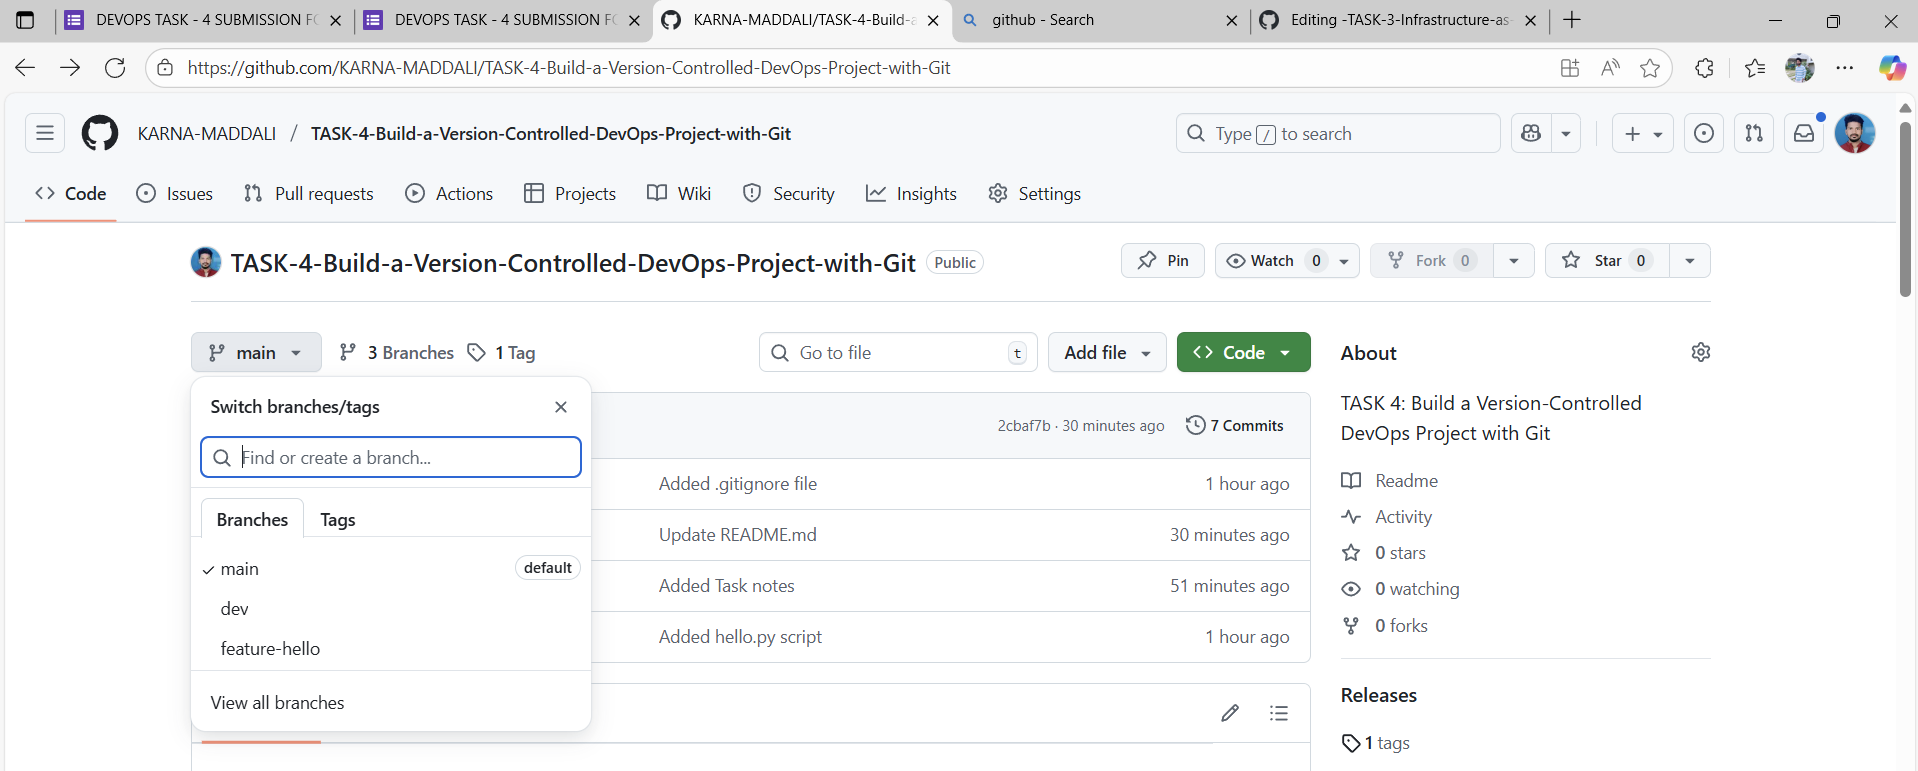 DEVOPS TASK - 4 SUBMISSION FO
DEVOPS TASK - 4 SUBMISSION FO
KARNA-MADDALI/TASK-4-Build-a-
github - Search
Editing -TASK-3-Infrastructure-as-
https://github.com/KARNA-MADDALI/TASK-4-Build-a-Version-Controlled-DevOps-Project-with-Git
KARNA-MADDALI / TASK-4-Build-a-Version-Controlled-DevOps-Project-with-Git
Type / to search
Code Issues Pull requests Actions Projects Wiki Security Insights Settings
TASK-4-Build-a-Version-Controlled-DevOps-Project-with-Git Public
Pin Watch 0 Fork 0 Star 0
main 3 Branches 1 Tag
Go to file t Add file Code
Switch branches/tags
Find or create a branch...
Branches Tags
main default
dev
feature-hello
View all branches
2cbaf7b · 30 minutes ago 7 Commits
Added .gitignore file 1 hour ago
Update README.md 30 minutes ago
Added Task notes 51 minutes ago
Added hello.py script 1 hour ago
About
TASK 4: Build a Version-Controlled
DevOps Project with Git
Readme
Activity
0 stars
0 watching
0 forks
Releases
1 tags